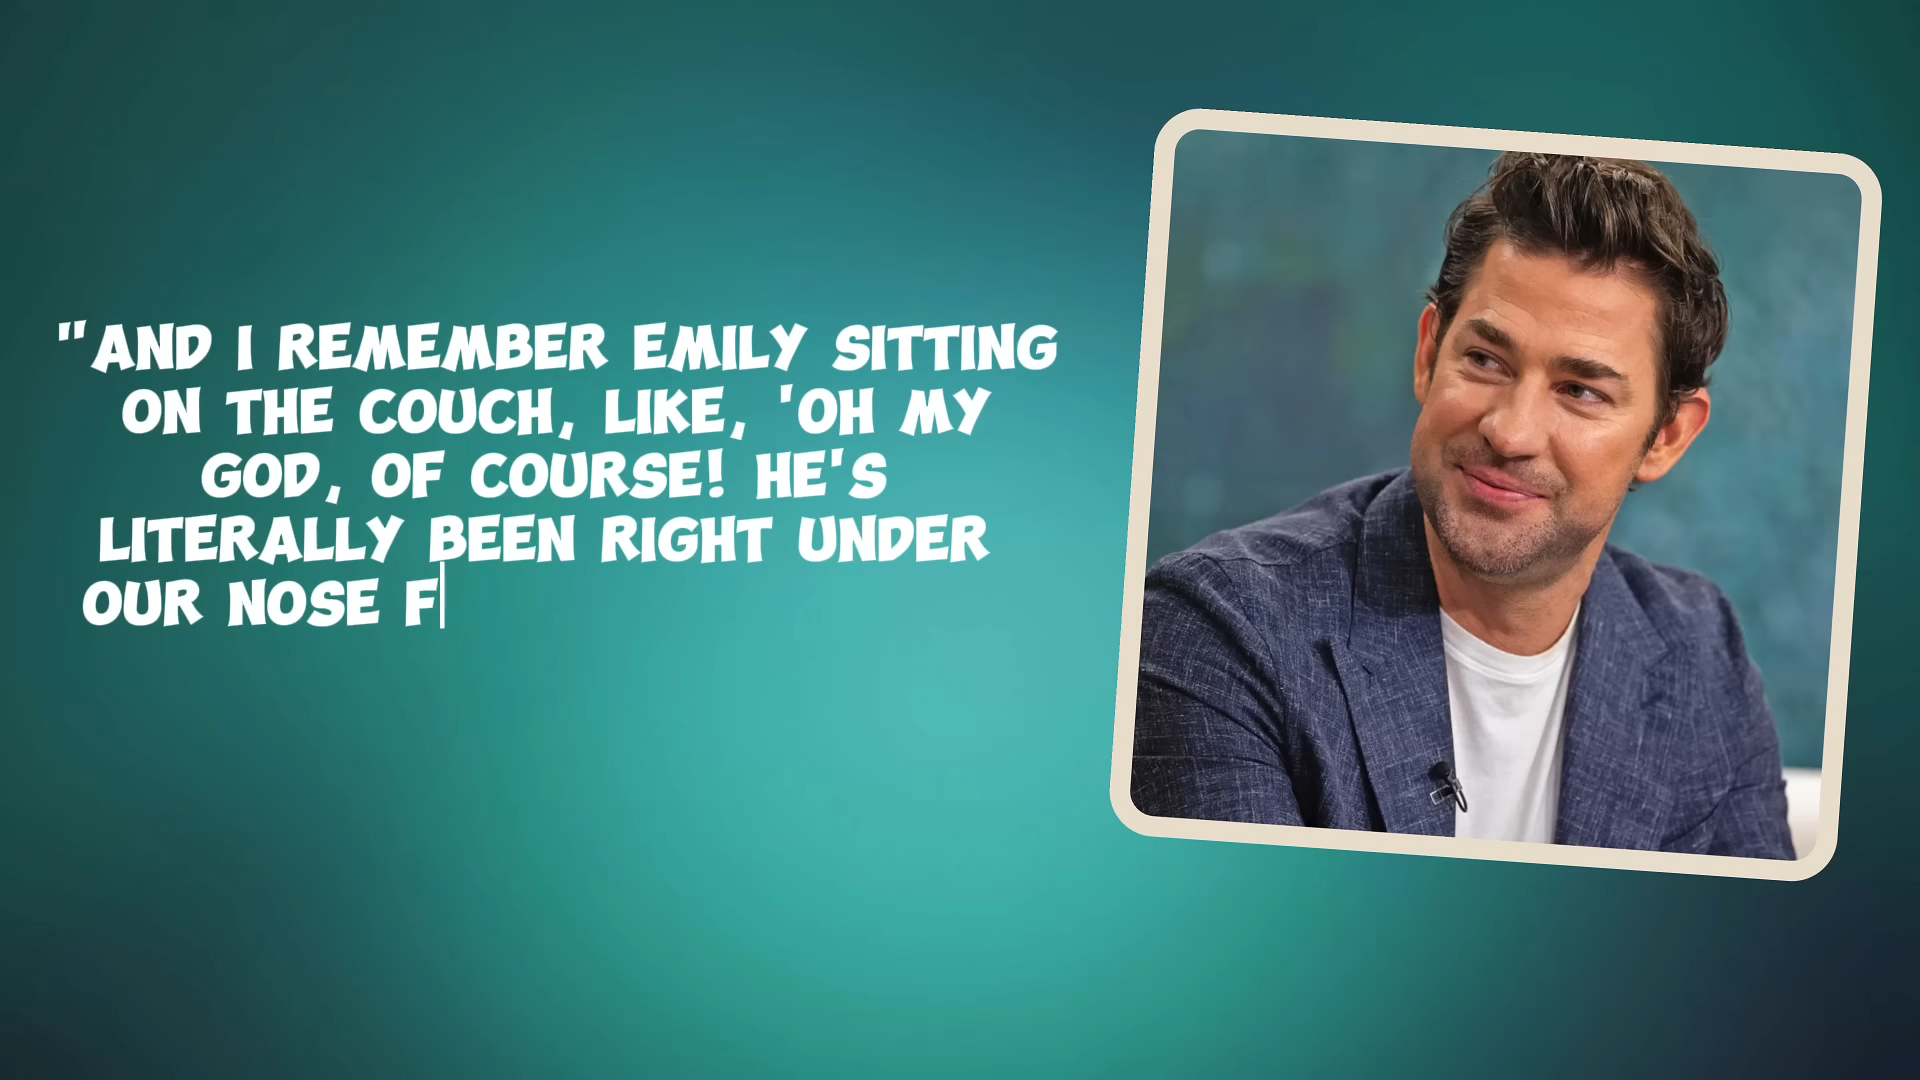 "AND I REMEMBER EMILY SITTING
ON THE COUCH, LIKE, 'OH MY
GOD, OF COURSE! HE'S
LITERALLY BEEN RIGHT UNDER
OUR NOSE F